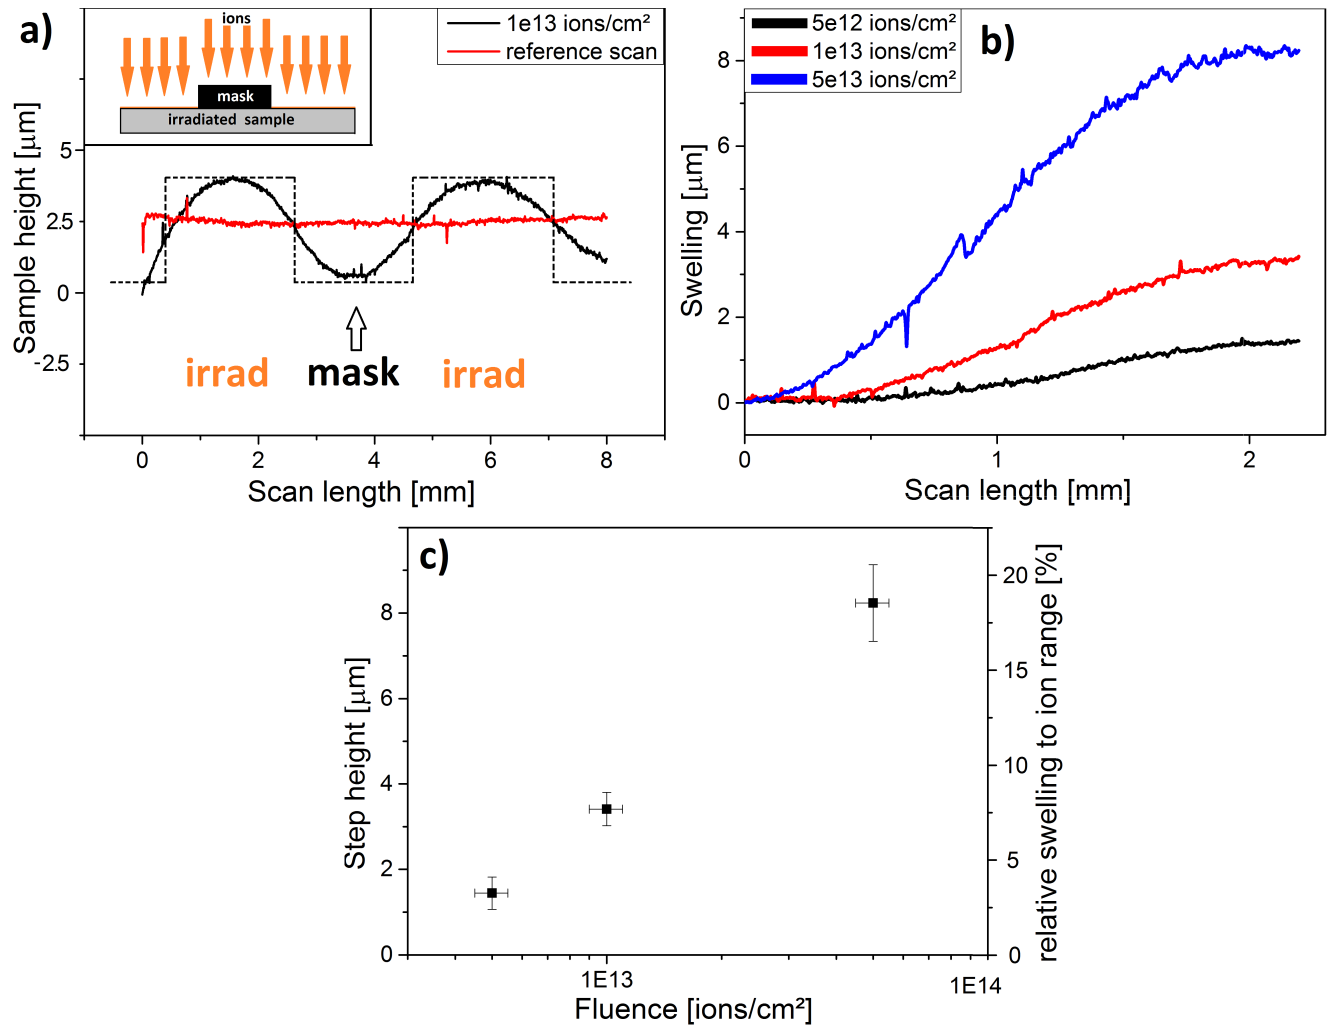 a)
ions
mask
irradiated sample
1e13 ions/cm²
reference scan
Sample height [µm]
5
2.5
0
-2.5
irrad
mask
irrad
0
2
4
6
8
Scan length [mm]
b)
5e12 ions/cm²
1e13 ions/cm²
5e13 ions/cm²
Swelling [µm]
8
6
4
2
0
0
1
2
Scan length [mm]
c)
Step height [µm]
8
6
4
2
0
relative swelling to ion range [%]
20
15
10
5
0
1E13
1E14
Fluence [ions/cm²]